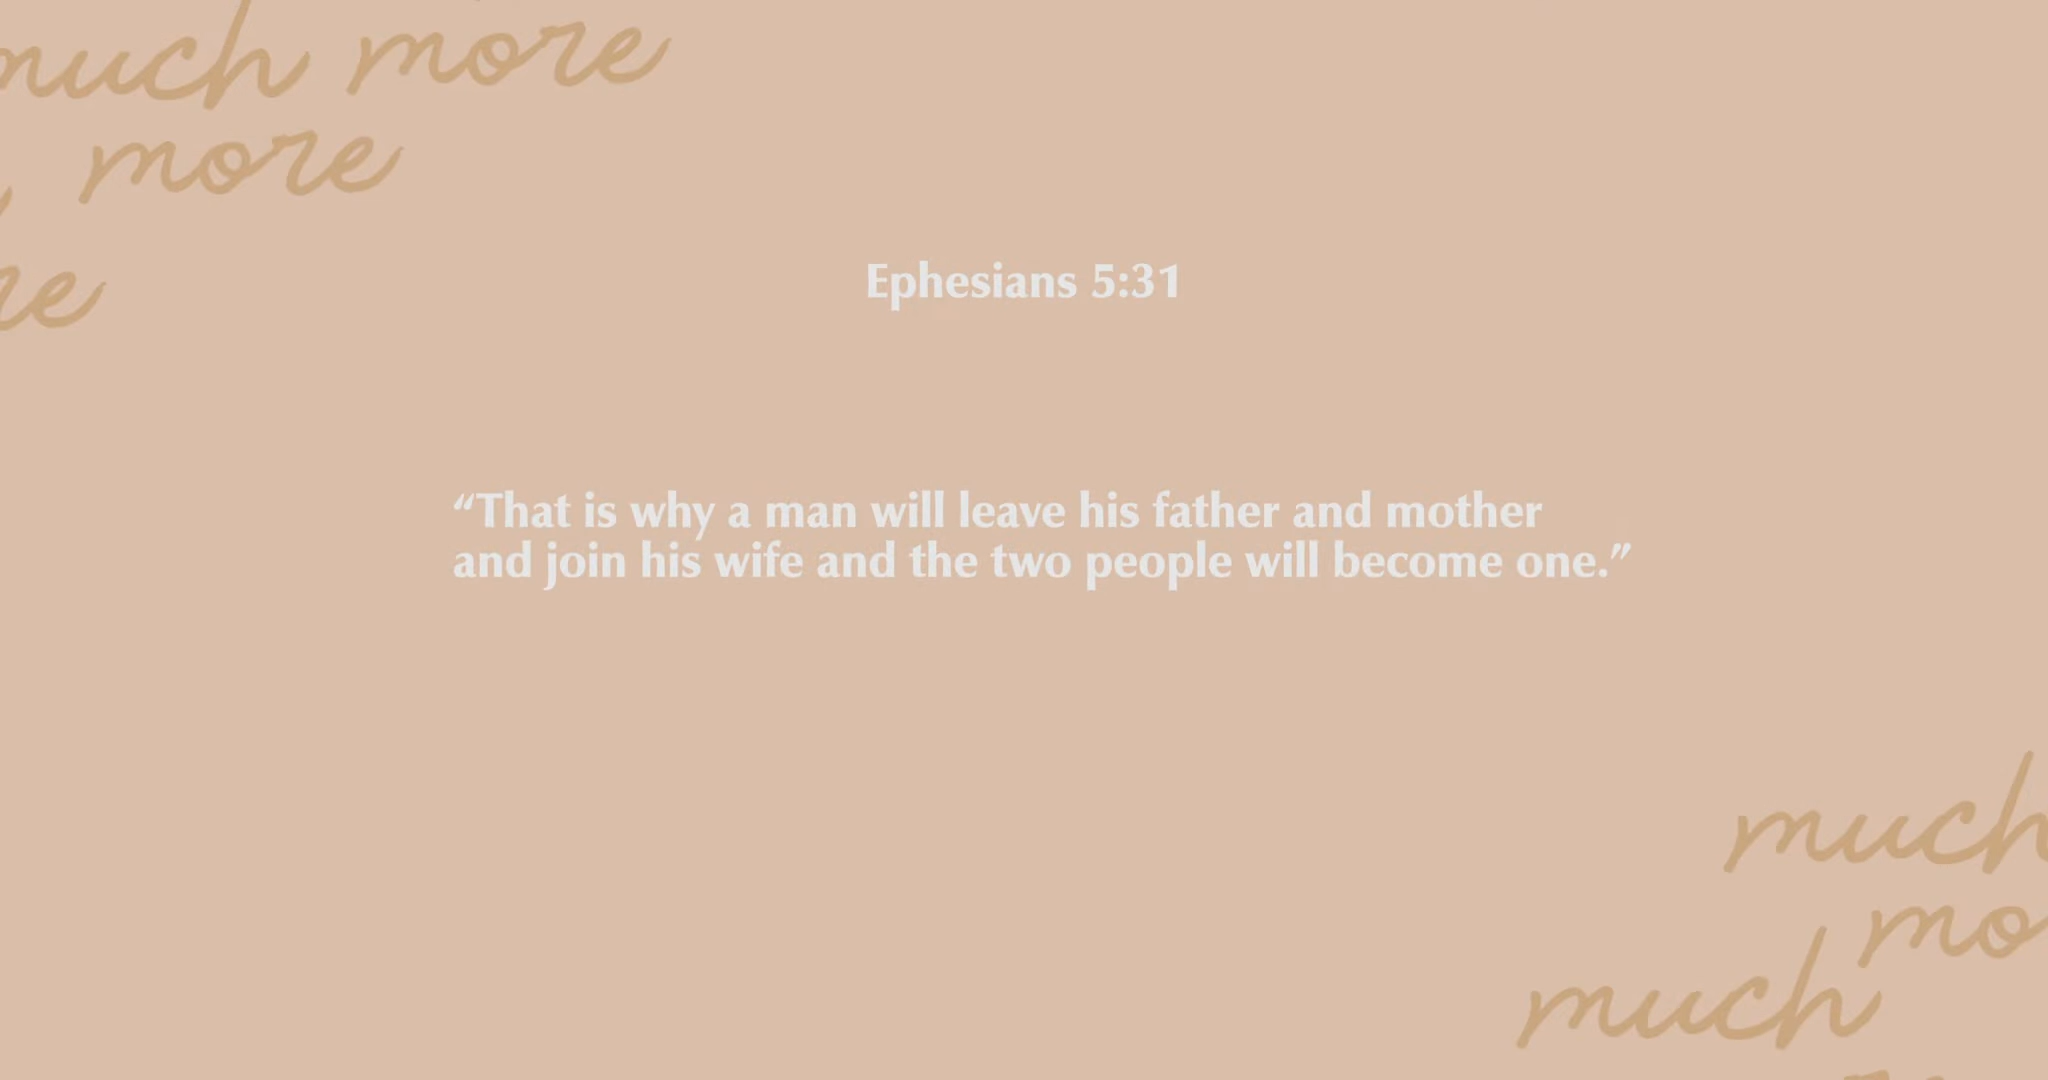 much more
more
Ephesians 5:31
“That is why a man will leave his father and mother
and join his wife and the two people will become one.”
much
mo
much